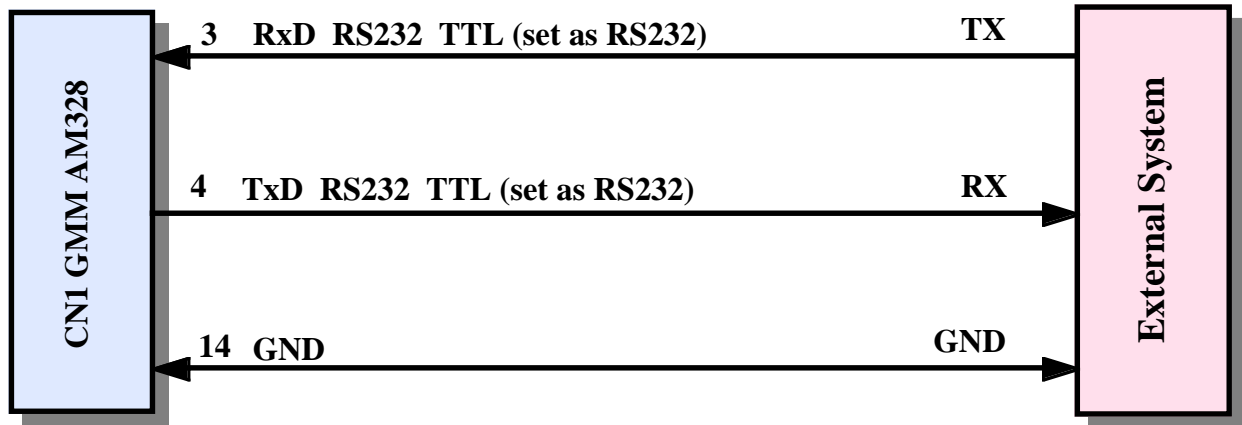 CN1 GMM AM328
3 RxD RS232 TTL (set as RS232) TX
4 TxD RS232 TTL (set as RS232) RX
14 GND GND
External System